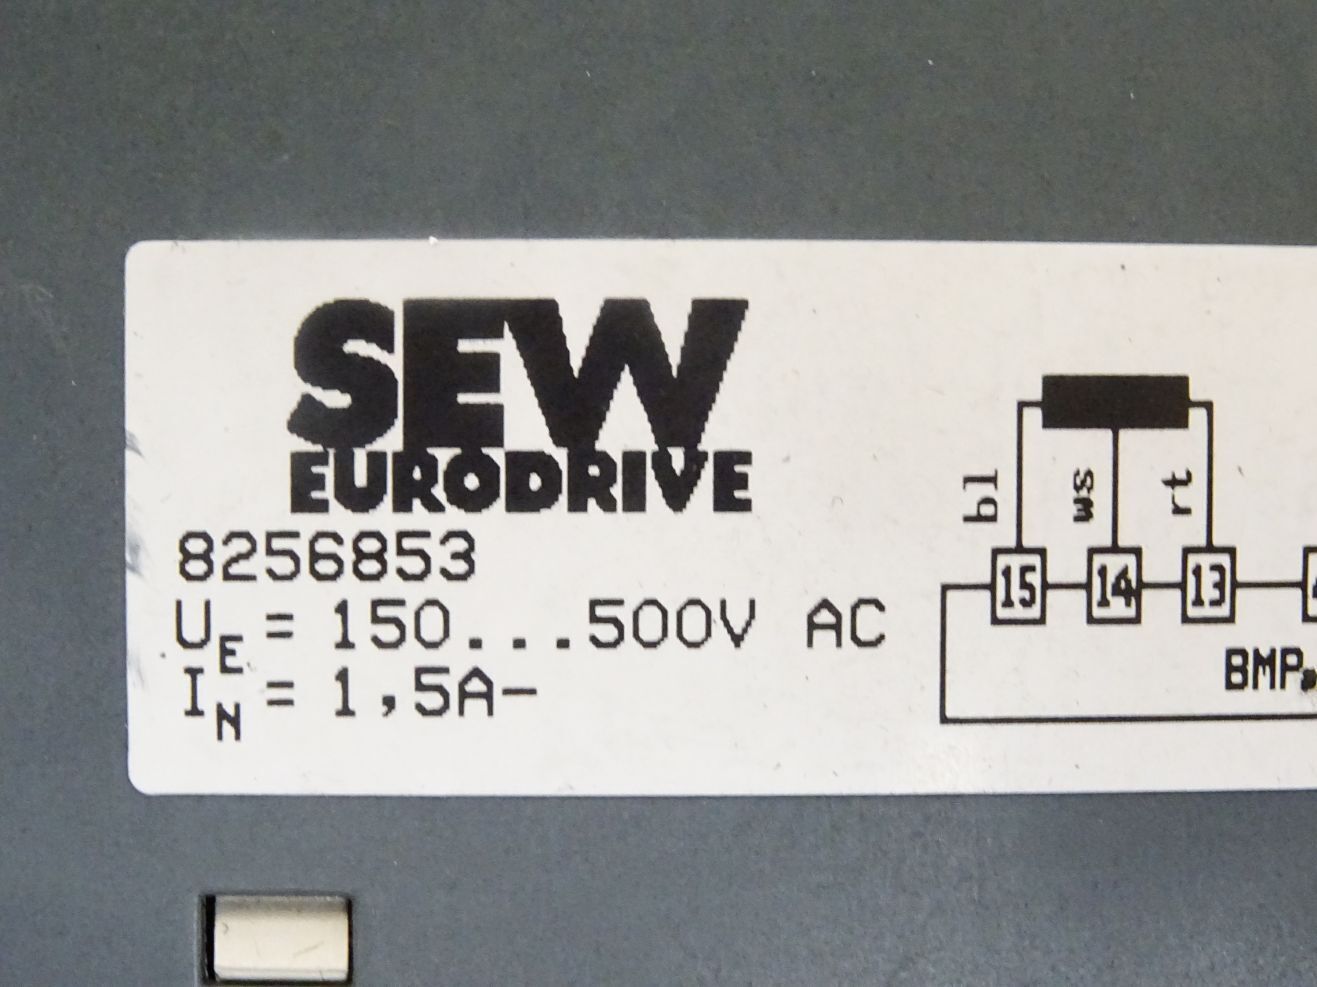 SEW
EURODRIVE
8256853
UE = 150...500V AC
IN = 1,5A-
bl
ws
rt
15
14
13
BMP